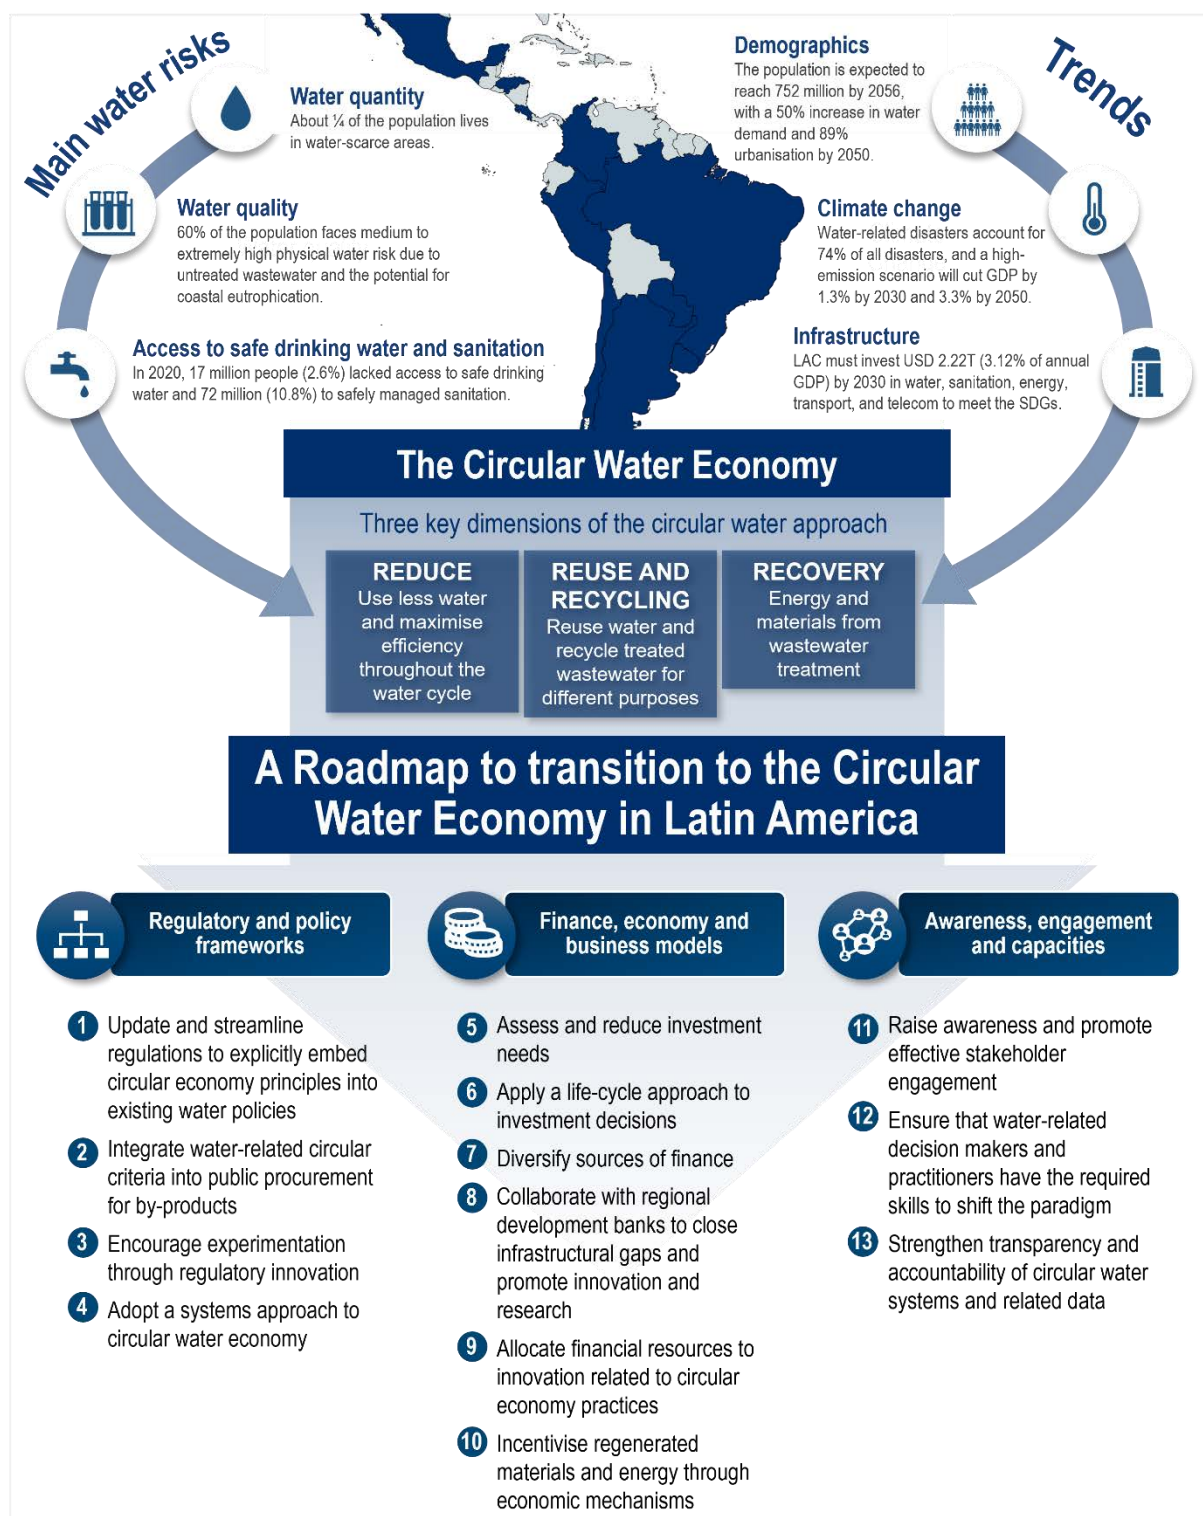 Main water risks
Water quantity
About ¼ of the population lives
in water-scarce areas.
Water quality
60% of the population faces medium to
extremely high physical water risk due to
untreated wastewater and the potential for
coastal eutrophication.
Access to safe drinking water and sanitation
In 2020, 17 million people (2.6%) lacked access to safe drinking
water and 72 million (10.8%) to safely managed sanitation.
Trends
Demographics
The population is expected to
reach 752 million by 2056,
with a 50% increase in water
demand and 89%
urbanisation by 2050.
Climate change
Water-related disasters account for
74% of all disasters, and a high-
emission scenario will cut GDP by
1.3% by 2030 and 3.3% by 2050.
Infrastructure
LAC must invest USD 2.22T (3.12% of annual
GDP) by 2030 in water, sanitation, energy,
transport, and telecom to meet the SDGs.
The Circular Water Economy
Three key dimensions of the circular water approach
REDUCE
Use less water
and maximise
efficiency
throughout the
water cycle
REUSE AND
RECYCLING
Reuse water and
recycle treated
wastewater for
different purposes
RECOVERY
Energy and
materials from
wastewater
treatment
A Roadmap to transition to the Circular
Water Economy in Latin America
Regulatory and policy
frameworks
1 Update and streamline
regulations to explicitly embed
circular economy principles into
existing water policies
2 Integrate water-related circular
criteria into public procurement
for by-products
3 Encourage experimentation
through regulatory innovation
4 Adopt a systems approach to
circular water economy
Finance, economy and
business models
5 Assess and reduce investment
needs
6 Apply a life-cycle approach to
investment decisions
7 Diversify sources of finance
8 Collaborate with regional
development banks to close
infrastructural gaps and
promote innovation and
research
9 Allocate financial resources to
innovation related to circular
economy practices
10 Incentivise regenerated
materials and energy through
economic mechanisms
Awareness, engagement
and capacities
11 Raise awareness and promote
effective stakeholder
engagement
12 Ensure that water-related
decision makers and
practitioners have the required
skills to shift the paradigm
13 Strengthen transparency and
accountability of circular water
systems and related data